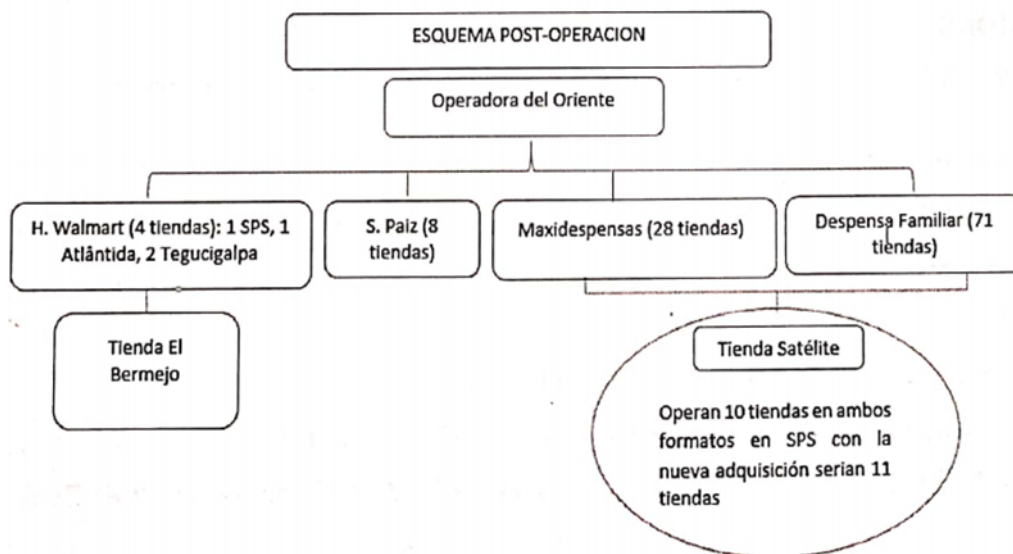 ESQUEMA POST-OPERACION
Operadora del Oriente
H. Walmart (4 tiendas): 1 SPS, 1
Atlântida, 2 Tegucigalpa
S. Paiz (8
tiendas)
Maxidespensas (28 tiendas)
Despensa Familiar (71
tiendas)
Tienda El
Bermejo
Tienda Satélite
Operan 10 tiendas en ambos
formatos en SPS con la
nueva adquisición serian 11
tiendas